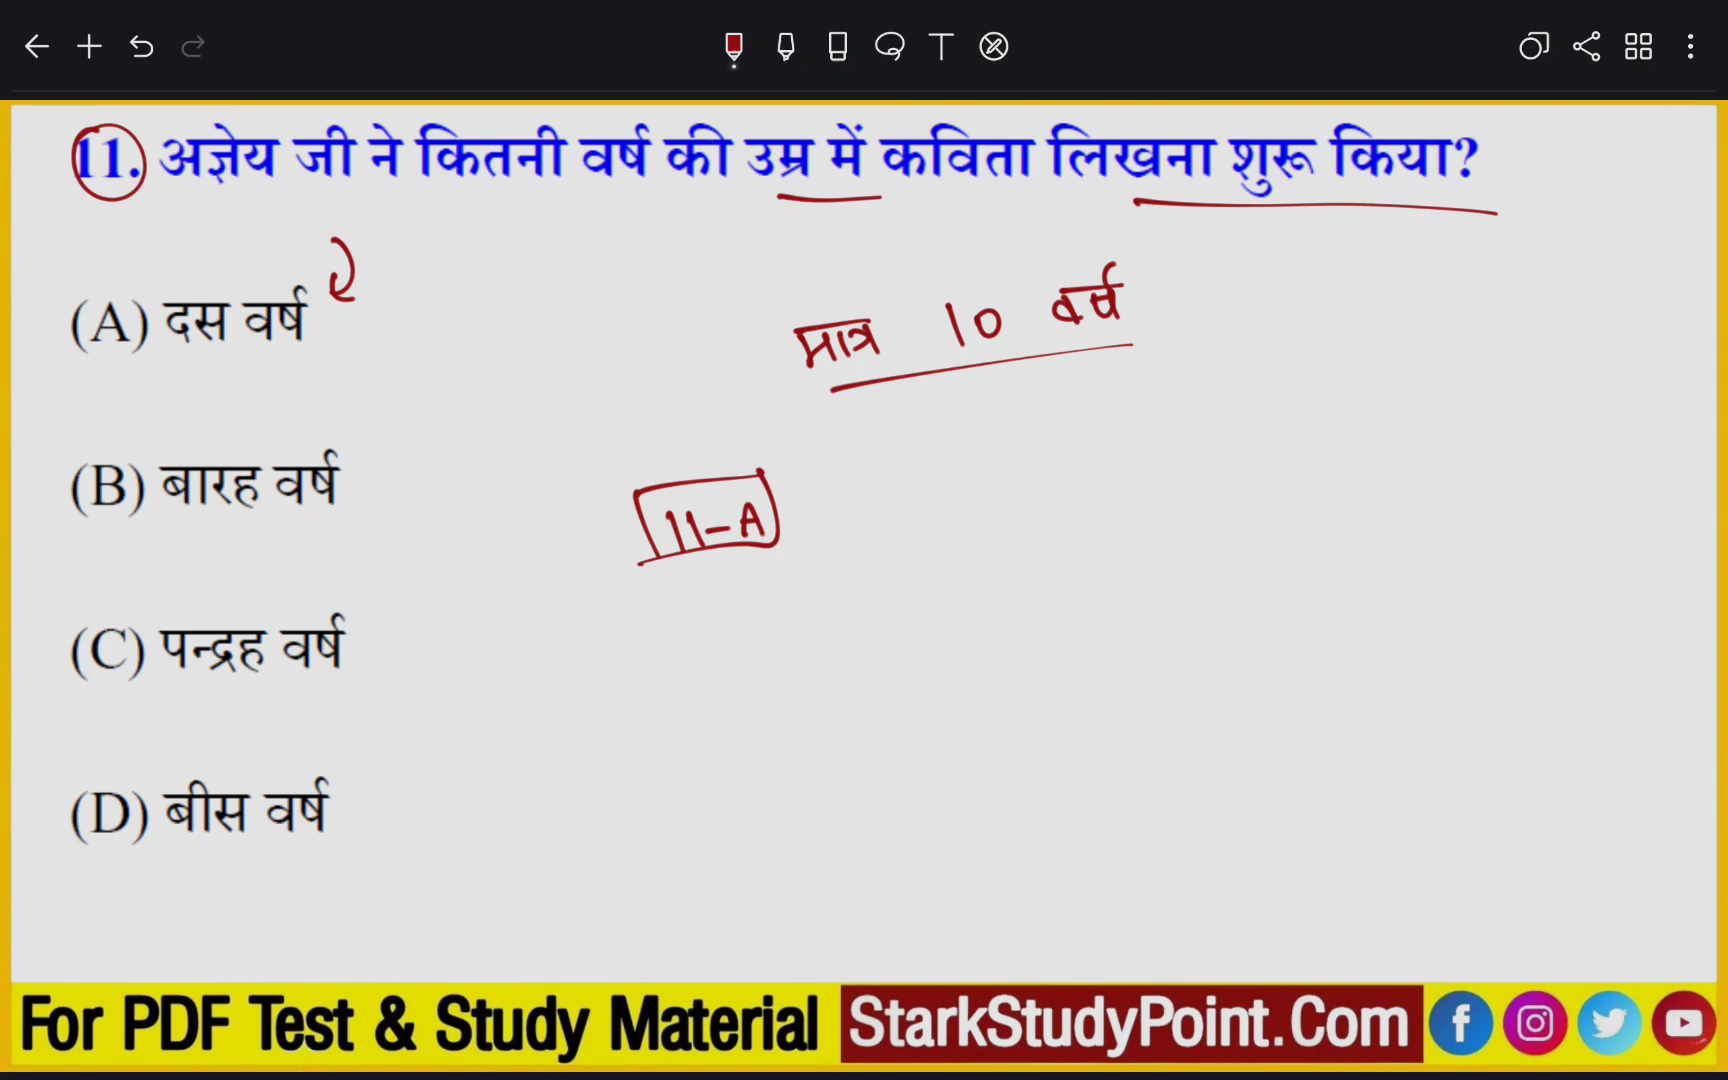 11. अज्ञेय जी ने कितनी वर्ष की उम्र में कविता लिखना शुरू किया?
(A) दस वर्ष
मात्र 10 वर्ष
(B) बारह वर्ष
11-A
(C) पन्द्रह वर्ष
(D) बीस वर्ष
For PDF Test & Study Material StarkStudyPoint.Com